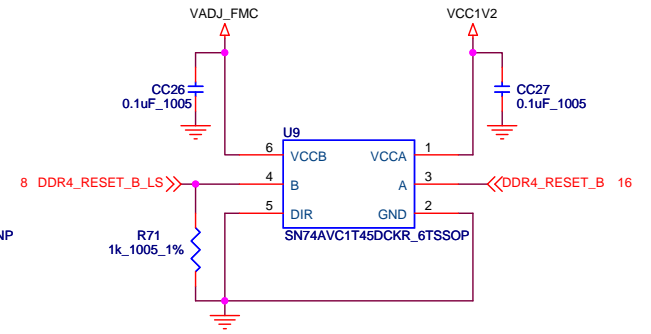 VADJ_FMC
VCC1V2
CC26
0.1uF_1005
CC27
0.1uF_1005
U9
6 VCCB VCCA 1
8 DDR4_RESET_B_LS 4 B A 3 DDR4_RESET_B 16
5 DIR GND 2
SN74AVC1T45DCKR_6TSSOP
NP
R71
1k_1005_1%